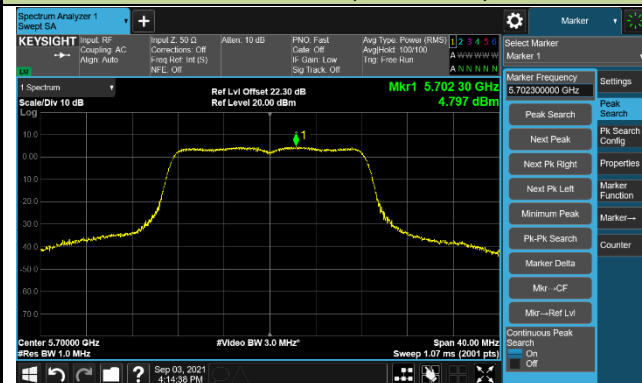 Spectrum Analyzer 1
Swept SA
+
Marker
KEYSIGHT
Input: RF
Coupling: AC
Align: Auto
Input Z: 50 Ω
Corrections: Off
Freq Ref: Int (S)
NFE: Off
Atten: 10 dB
PNO: Fast
Gate: Off
IF Gain: Low
Sig Track: Off
Avg Type: Power (RMS)
Avg|Hold: 100/100
Trig: Free Run
1 2 3 4 5 6
A W W W W W
A N N N N N
Select Marker
Marker 1
1 Spectrum
Scale/Div 10 dB
Log
Ref Lvl Offset 22.30 dB
Ref Level 20.00 dBm
Mkr1 5.702 30 GHz
4.797 dBm
1
10.0
0.00
10.0
20.0
30.0
40.0
50.0
60.0
70.0
Center 5.70000 GHz
#Res BW 1.0 MHz
#Video BW 3.0 MHz*
Span 40.00 MHz
Sweep 1.07 ms (2001 pts)
Marker Frequency
5.702300000 GHz
Peak Search
Next Peak
Next Pk Right
Next Pk Left
Minimum Peak
Pk-Pk Search
Marker Delta
Mkr→CF
Mkr→Ref Lvl
Continuous Peak
Search
On
Off
Settings
Peak
Search
Pk Search
Config
Properties
Marker
Function
Marker→
Counter
?
Sep 03, 2021
4:14:38 PM